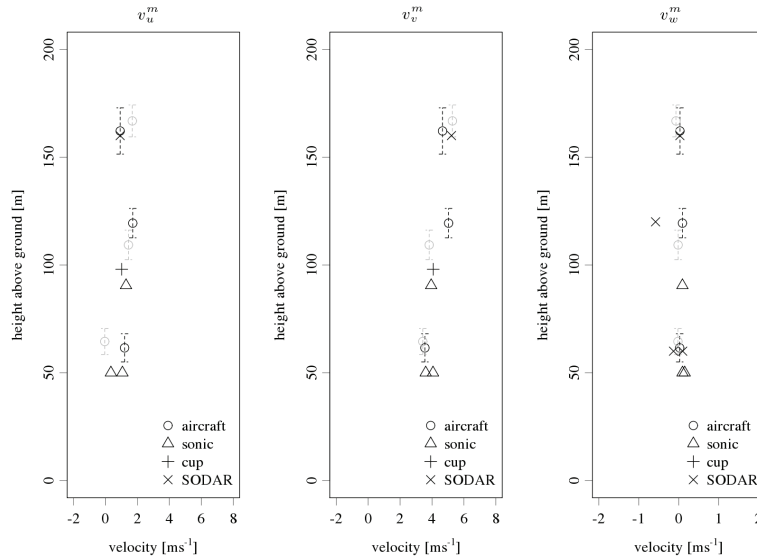 $v_u^m$ $v_v^m$ $v_w^m$
200 200 200
150 150 150
100 100 100
50 50 50
0 0 0
height above ground [m] height above ground [m] height above ground [m]
aircraft aircraft aircraft
sonic sonic sonic
cup cup cup
SODAR SODAR SODAR
-2 0 2 4 6 8 -2 0 2 4 6 8 -2 -1 0 1 2
velocity [ms⁻¹] velocity [ms⁻¹] velocity [ms⁻¹]